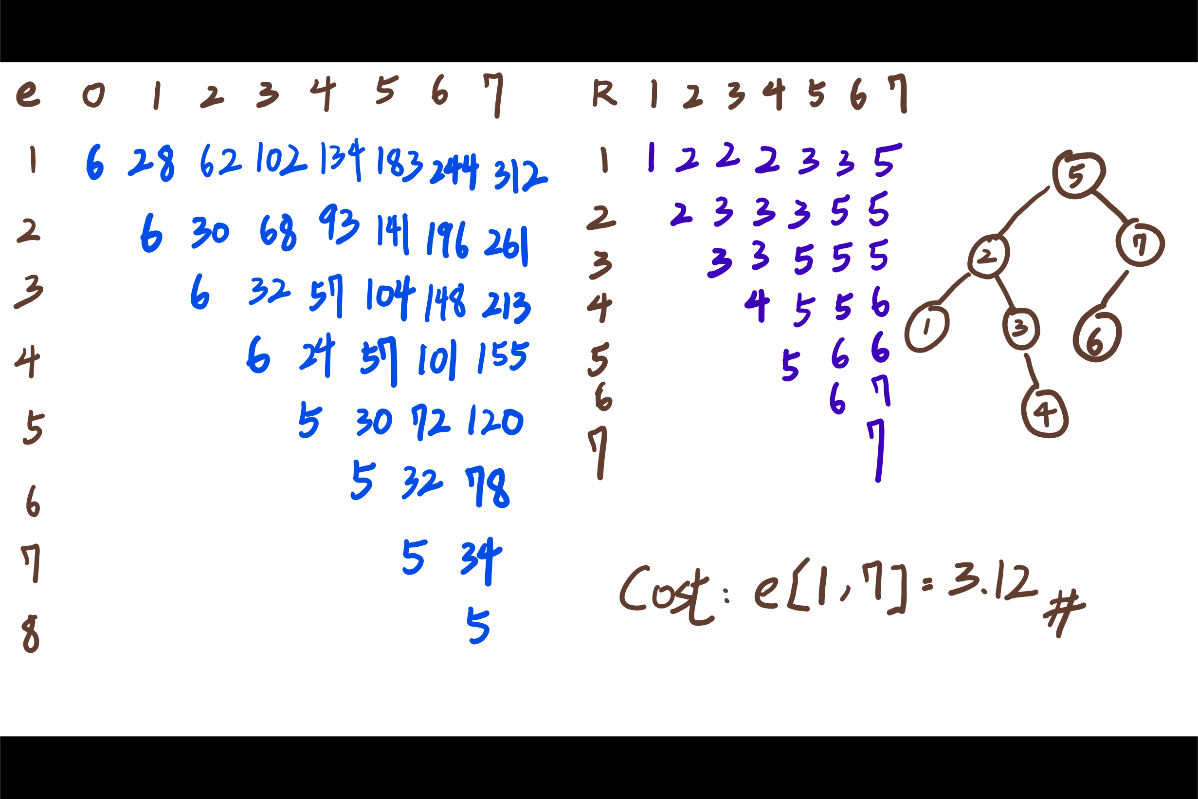 e 0 1 2 3 4 5 6 7
1 6 28 62 102 134 183 244 312
2 6 30 68 93 141 196 261
3 6 32 57 104 148 213
4 6 24 57 101 155
5 5 30 72 120
6 5 32 78
7 5 34
8 5
R 1 2 3 4 5 6 7
1 1 2 2 2 3 3 5
2 2 3 3 3 5 5
3 3 3 5 5 5
4 4 5 5 6
5 5 6 6
6 6 7
7 7
5
2 7
1 3 6
4
Cost: e[1,7]=3.12 #